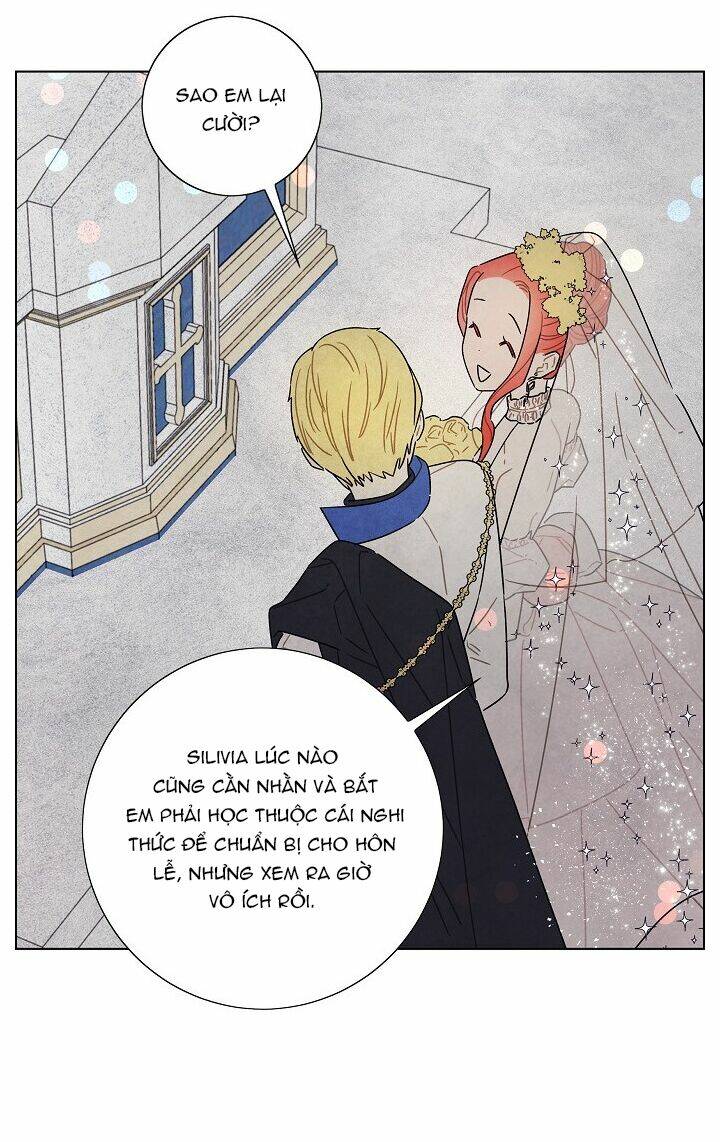 SAO EM LẠI
CƯỜI?
SILIVIA LÚC NÀO
CŨNG CẰN NHẰN VÀ BẮT
EM PHẢI HỌC THUỘC CÁI NGHI
THỨC ĐỂ CHUẨN BỊ CHO HÔN
LỄ, NHƯNG XEM RA GIỜ
VÔ ÍCH RỒI.